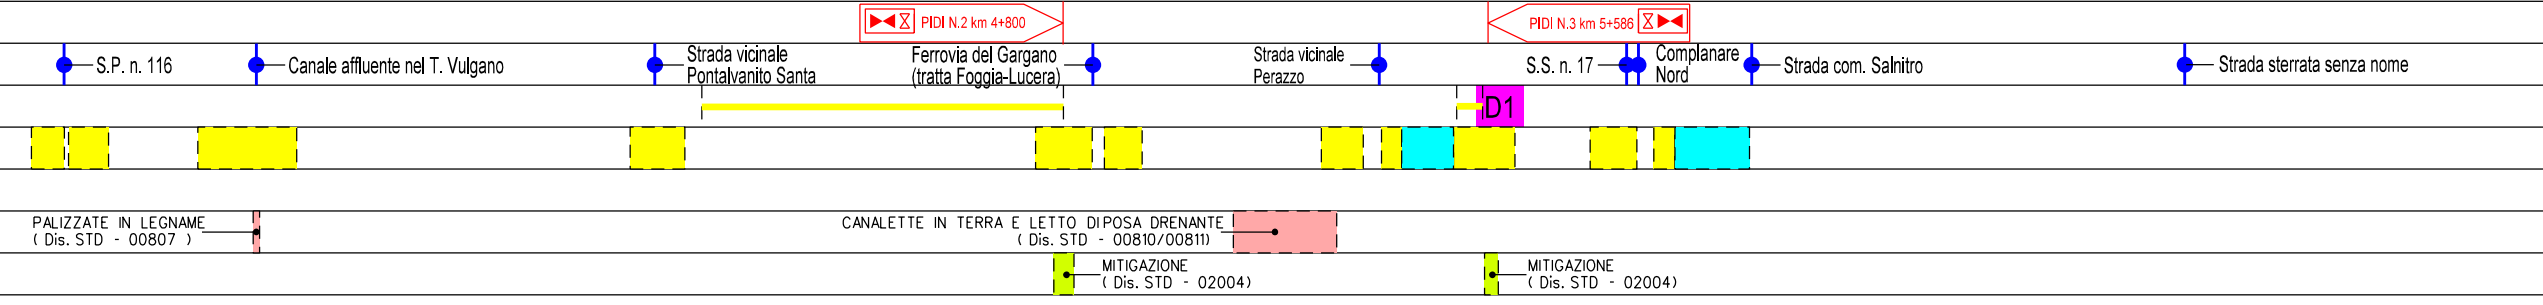 PIDI N.2 km 4+800
PIDI N.3 km 5+586
S.P. n. 116
Canale affluente nel T. Vulgano
Strada vicinale
Pontalvanito Santa
Ferrovia del Gargano
(tratta Foggia-Lucera)
Strada vicinale
Perazzo
S.S. n. 17
Complanare
Nord
Strada com. Salnitro
Strada sterrata senza nome
D1
PALIZZATE IN LEGNAME
( Dis. STD - 00807 )
CANALETTE IN TERRA E LETTO DI POSA DRENANTE
( Dis. STD - 00810/00811)
MITIGAZIONE
( Dis. STD - 02004)
MITIGAZIONE
( Dis. STD - 02004)